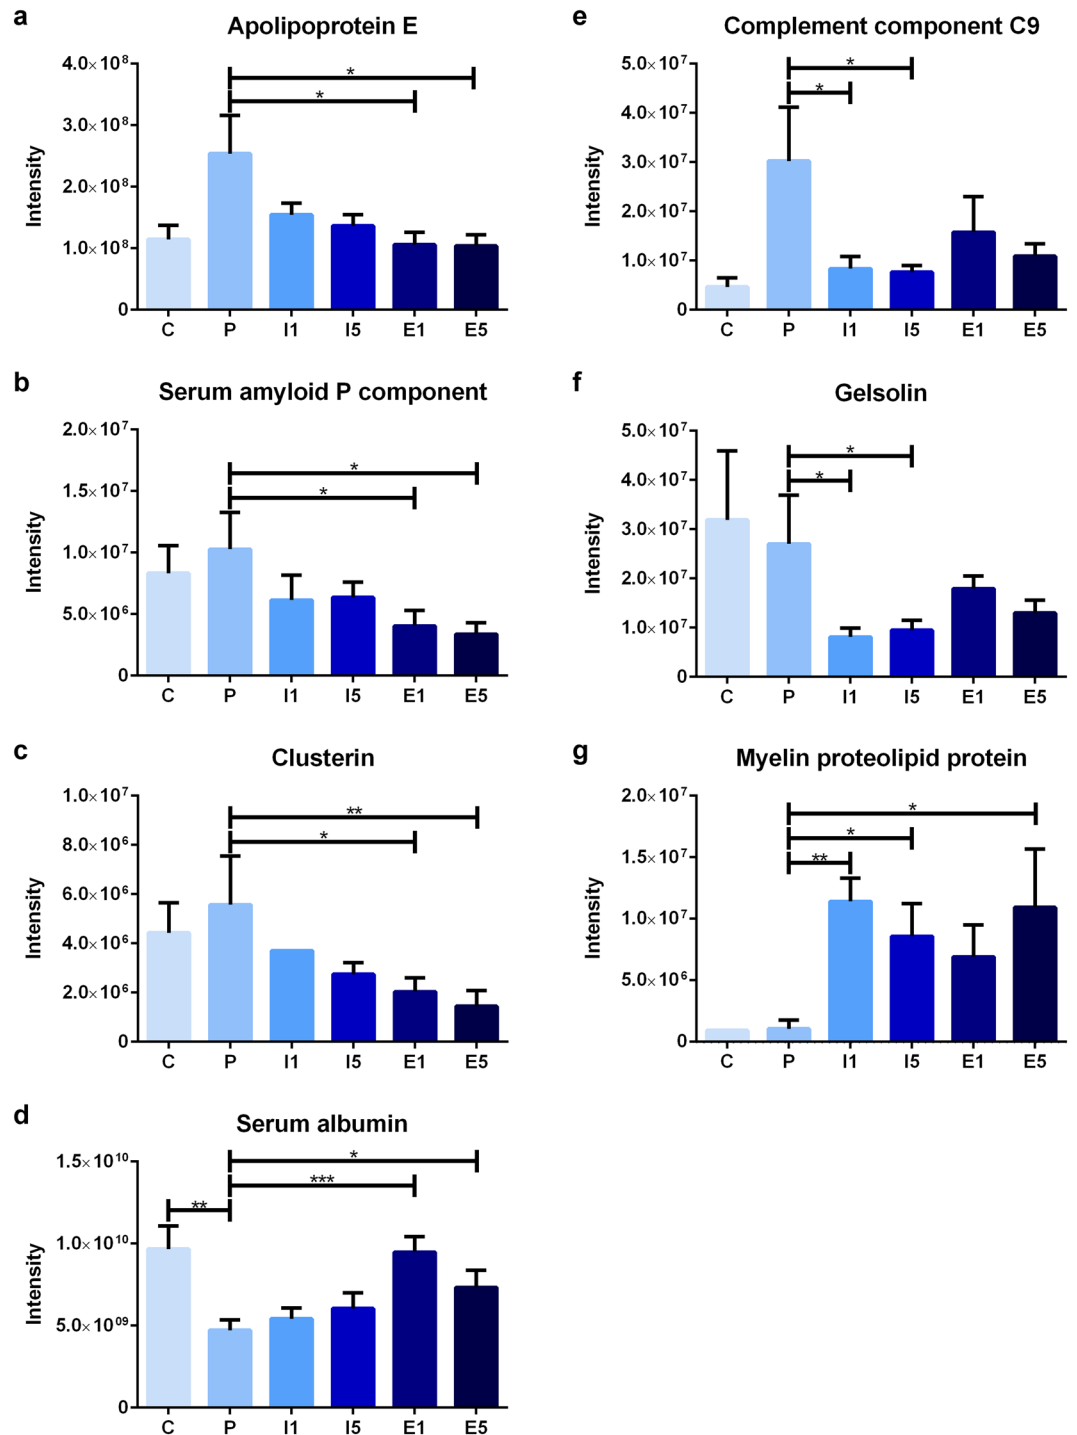 a
Apolipoprotein E
4.0×10⁸
3.0×10⁸
2.0×10⁸
1.0×10⁸
0
Intensity
*
*
C P I1 I5 E1 E5
b
Serum amyloid P component
2.0×10⁷
1.5×10⁷
1.0×10⁷
5.0×10⁶
0
Intensity
*
*
C P I1 I5 E1 E5
c
Clusterin
1.0×10⁷
8.0×10⁶
6.0×10⁶
4.0×10⁶
2.0×10⁶
0
Intensity
**
*
C P I1 I5 E1 E5
d
Serum albumin
1.5×10¹⁰
1.0×10¹⁰
5.0×10⁰⁹
0
Intensity
*
***
**
C P I1 I5 E1 E5
e
Complement component C9
5.0×10⁷
4.0×10⁷
3.0×10⁷
2.0×10⁷
1.0×10⁷
0
Intensity
*
*
C P I1 I5 E1 E5
f
Gelsolin
5.0×10⁷
4.0×10⁷
3.0×10⁷
2.0×10⁷
1.0×10⁷
0
Intensity
*
*
C P I1 I5 E1 E5
g
Myelin proteolipid protein
2.0×10⁷
1.5×10⁷
1.0×10⁷
5.0×10⁶
0
Intensity
*
*
**
C P I1 I5 E1 E5